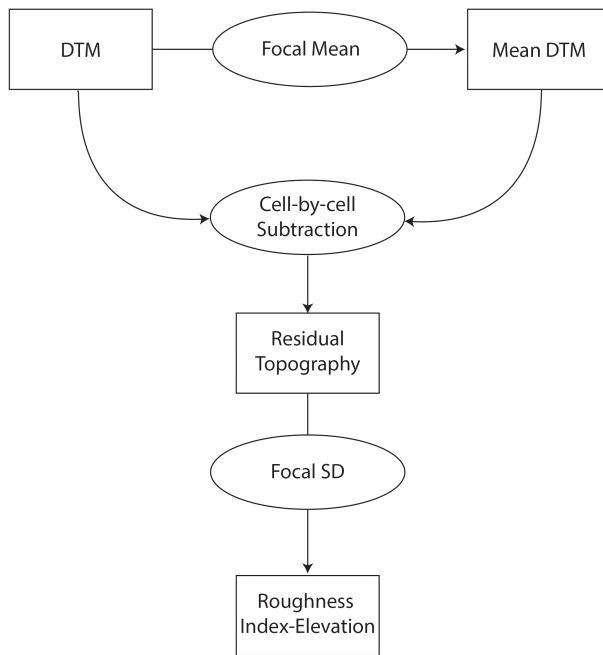 DTM
Focal Mean
Mean DTM
Cell-by-cell
Subtraction
Residual
Topography
Focal SD
Roughness
Index-Elevation